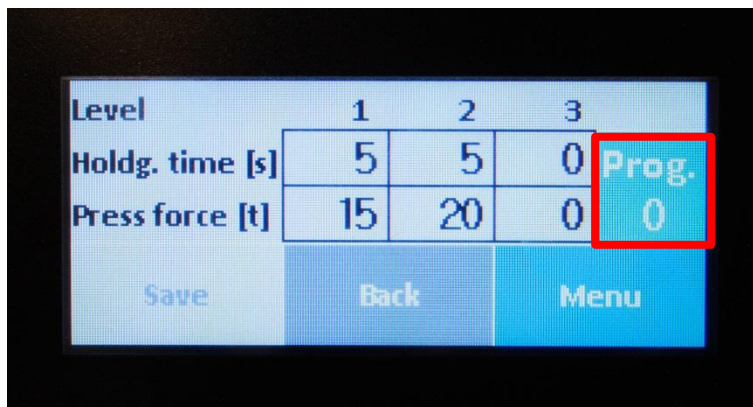 Level 1 2 3
Holdg. time [s] 5 5 0
Press force [t] 15 20 0
Prog.
0
Save Back Menu